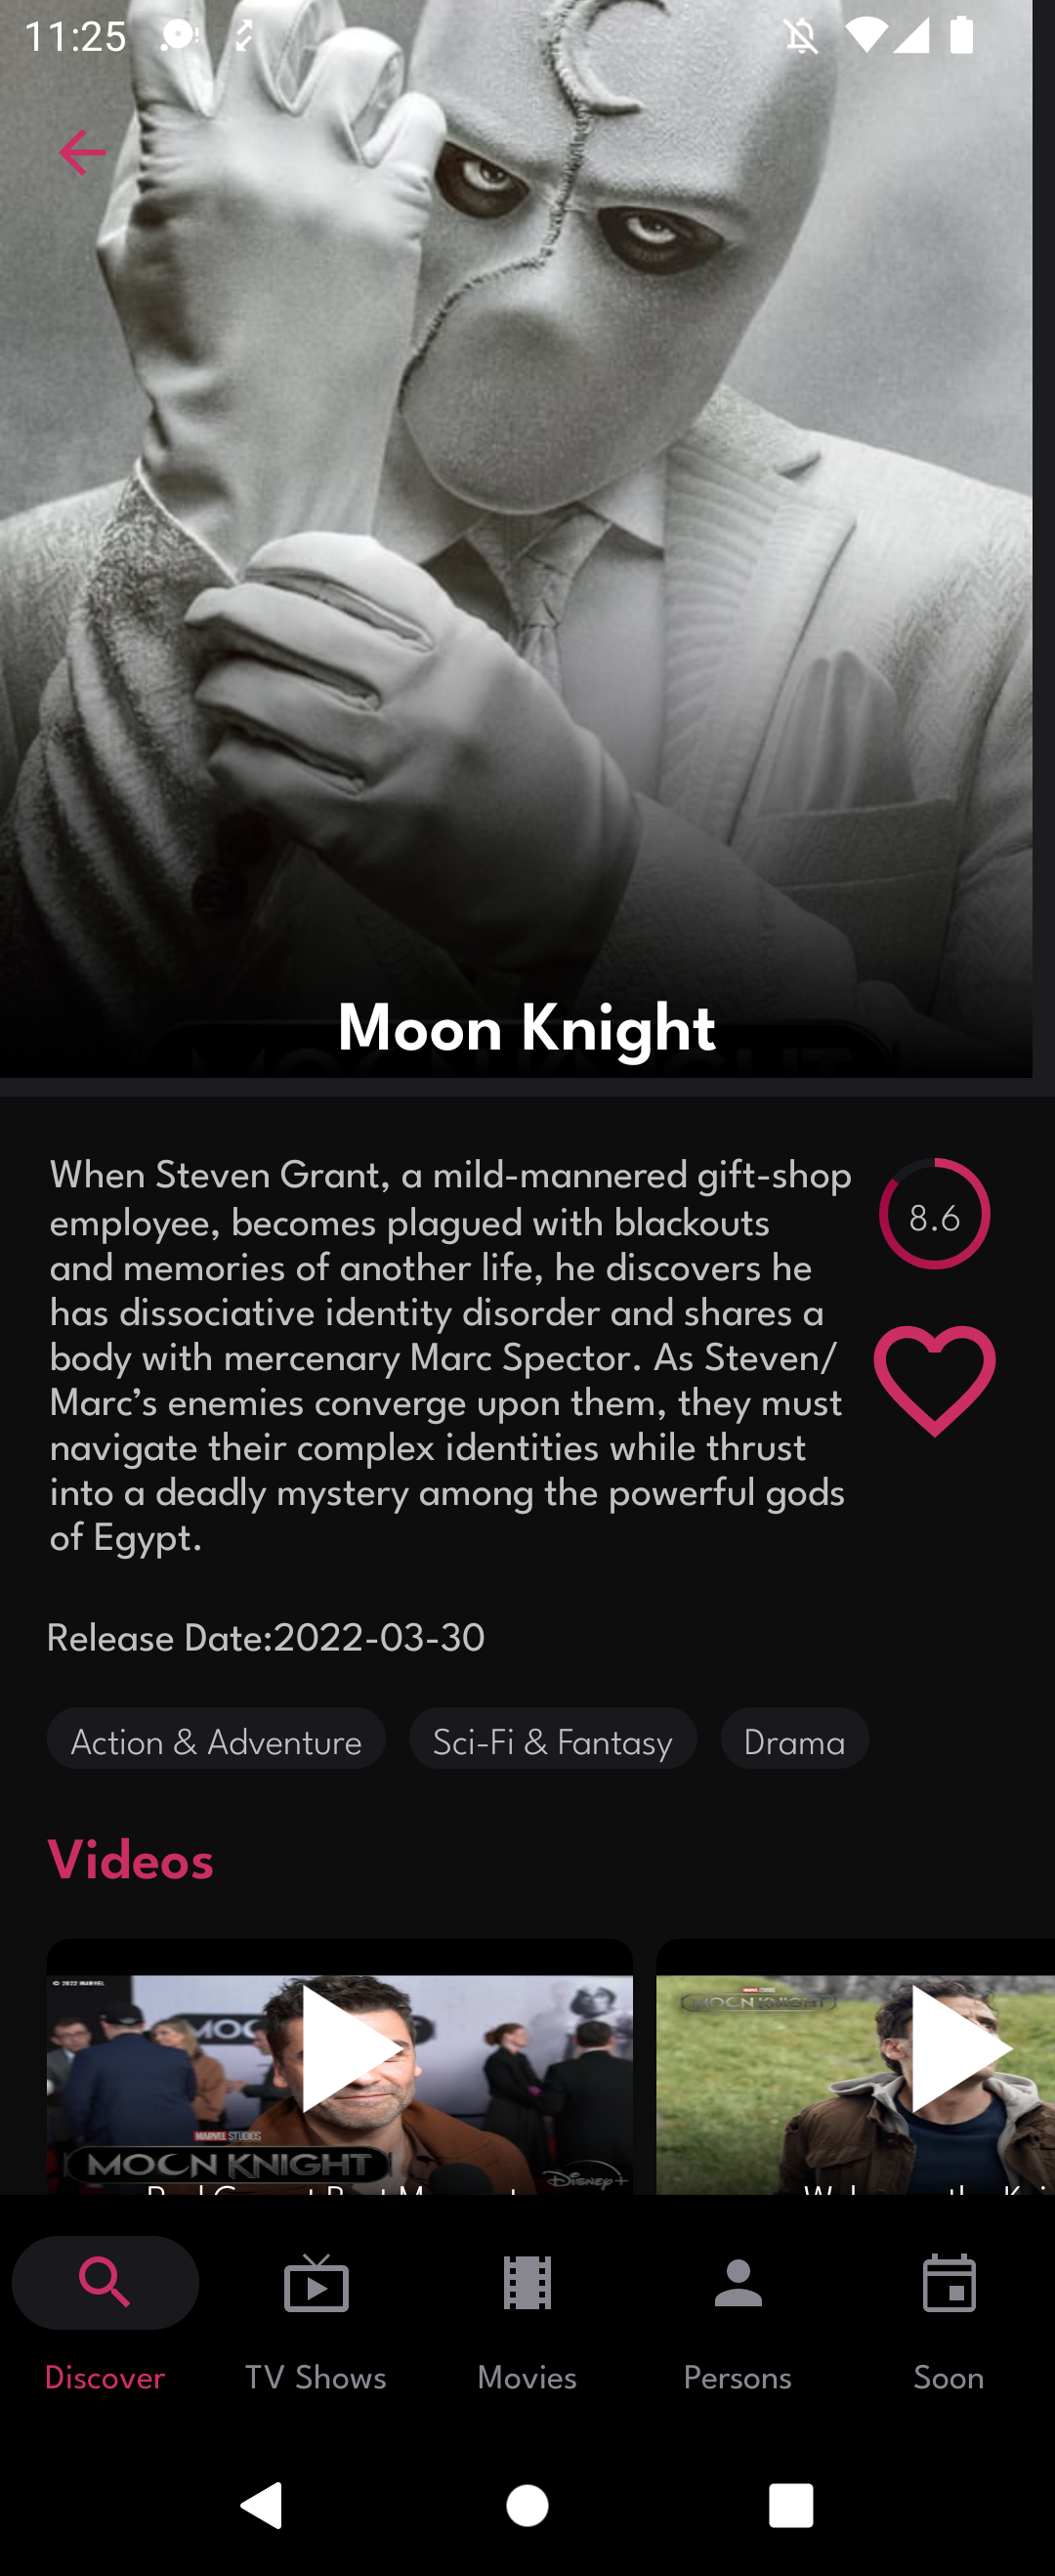 11:25
Moon Knight
When Steven Grant, a mild-mannered gift-shop
employee, becomes plagued with blackouts
and memories of another life, he discovers he
has dissociative identity disorder and shares a
body with mercenary Marc Spector. As Steven/
Marc’s enemies converge upon them, they must
navigate their complex identities while thrust
into a deadly mystery among the powerful gods
of Egypt.
8.6
Release Date:2022-03-30
Action & Adventure
Sci-Fi & Fantasy
Drama
Videos
© 2022 MARVEL
MARVEL STUDIOS
MOON KNIGHT
Disney+
MOON KNIGHT
Discover
TV Shows
Movies
Persons
Soon